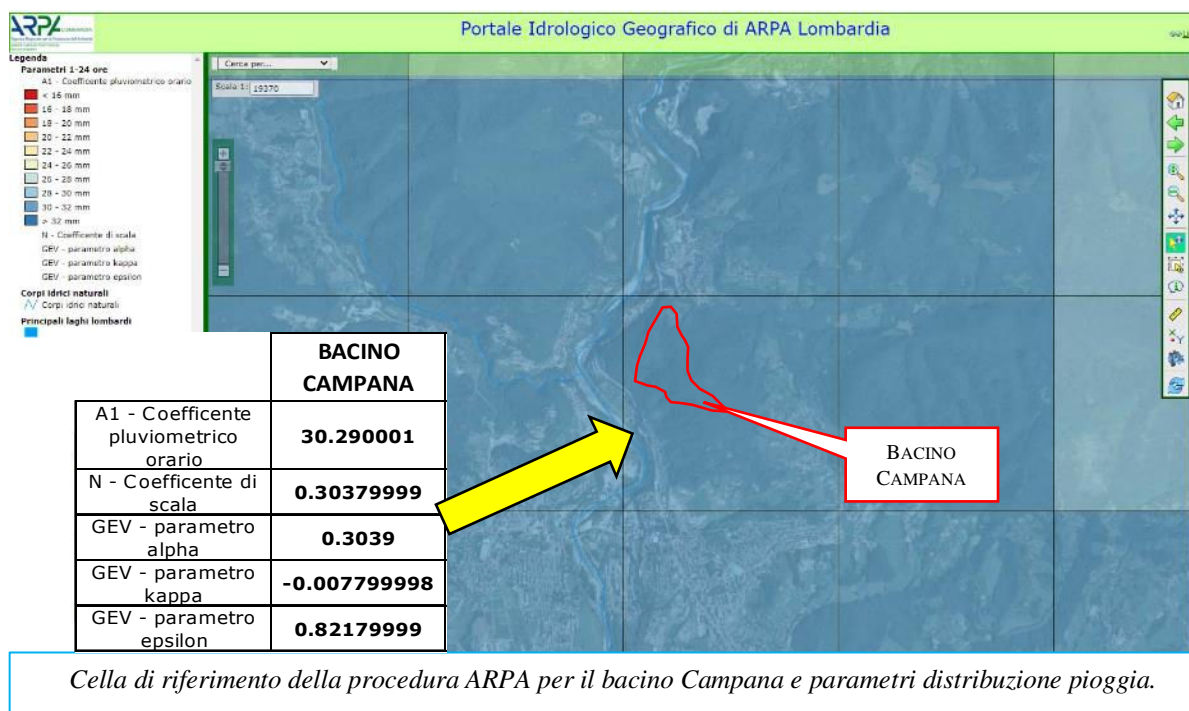 ARPA LOMBARDIA
Portale Idrologico Geografico di ARPA Lombardia
Legenda
Parametri 1-24 ore
A1 - Coefficente pluviometrico orario
< 16 mm
16 - 18 mm
18 - 20 mm
20 - 22 mm
22 - 24 mm
24 - 26 mm
26 - 28 mm
28 - 30 mm
30 - 32 mm
> 32 mm
N - Coefficente di scala
GEV - parametro alpha
GEV - parametro kappa
GEV - parametro epsilon
Corpi idrici naturali
Corpi idrici naturali
Principali laghi lombardi
Cerca per...
Scala 1: 19370
BACINO
CAMPANA
A1 - Coefficente
pluviometrico
orario
30.290001
N - Coefficente di
scala
0.30379999
GEV - parametro
alpha
0.3039
GEV - parametro
kappa
-0.007799998
GEV - parametro
epsilon
0.82179999
BACINO
CAMPANA
Cella di riferimento della procedura ARPA per il bacino Campana e parametri distribuzione pioggia.